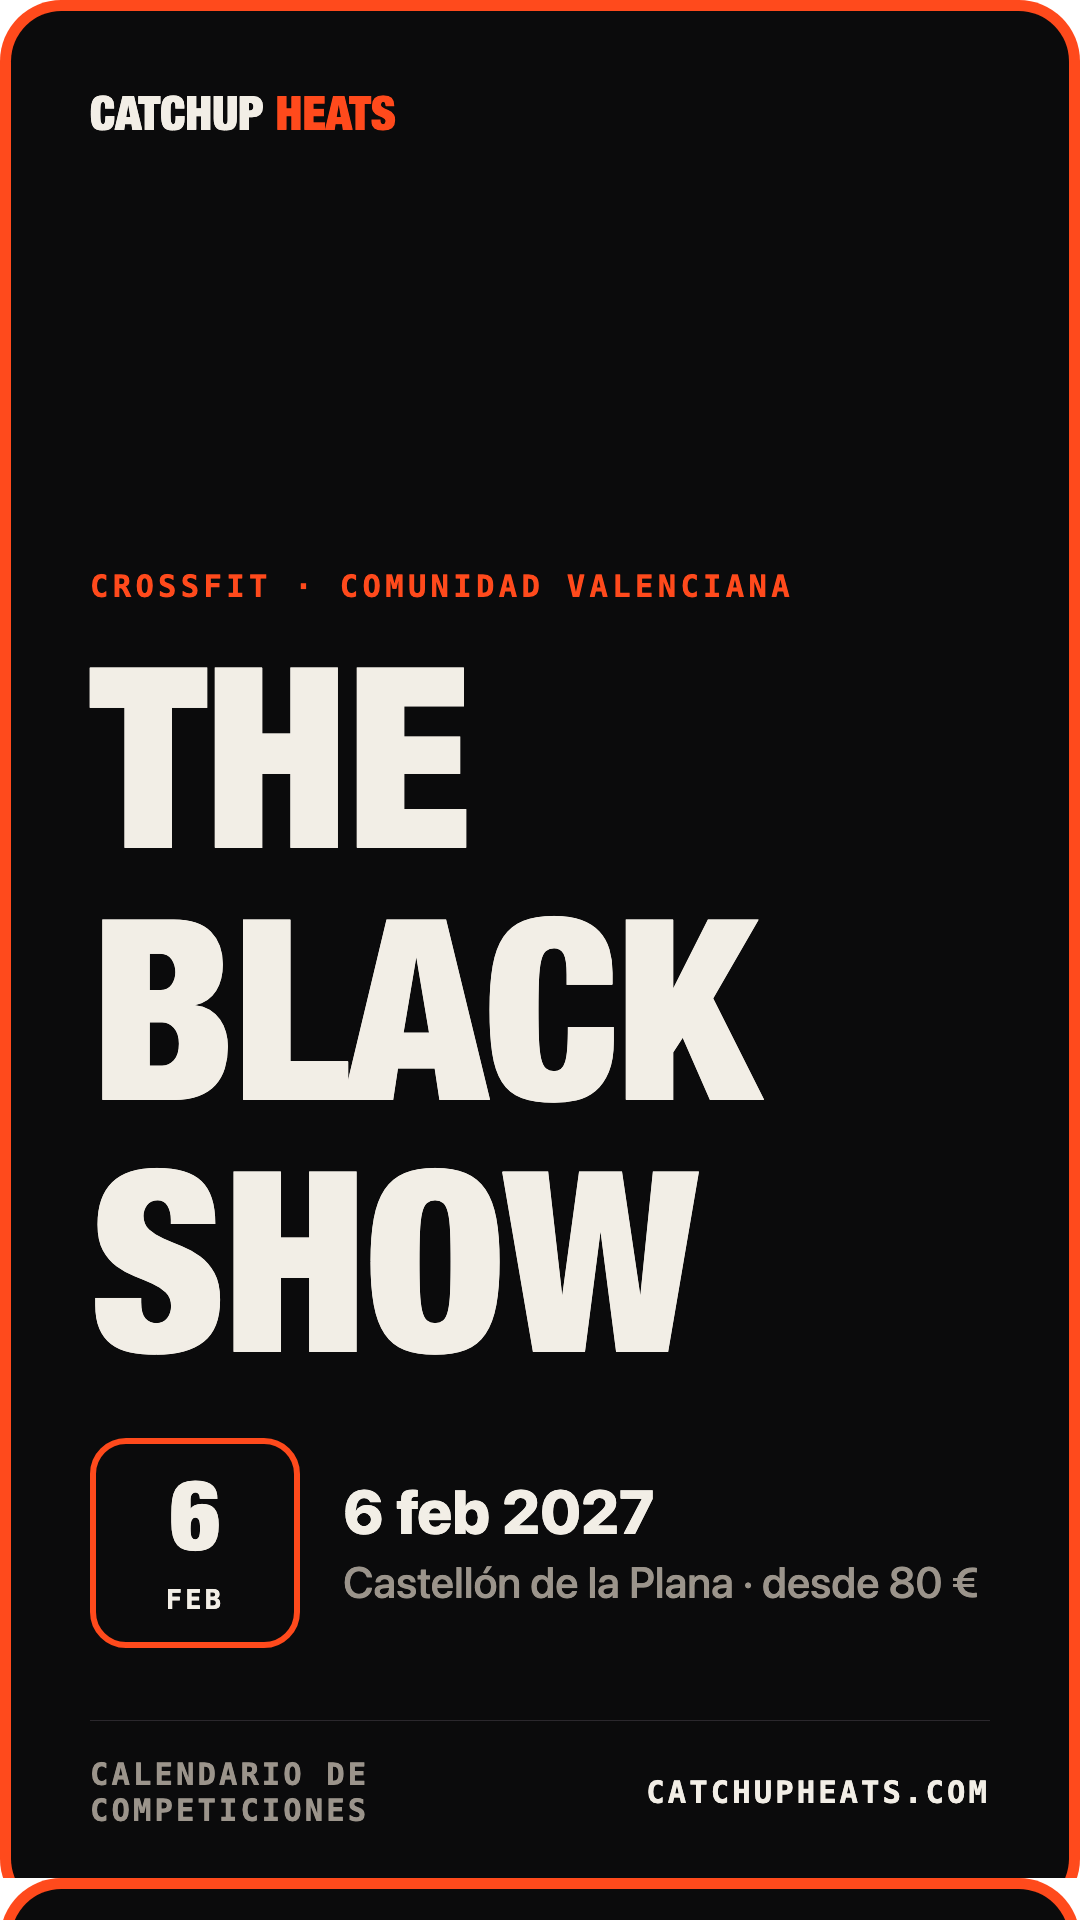 CATCHUP HEATS
CROSSFIT · COMUNIDAD VALENCIANA
THE
BLACK
SHOW
6
FEB
6 feb 2027
Castellón de la Plana · desde 80 €
CALENDARIO DE
COMPETICIONES
CATCHUPHEATS.COM